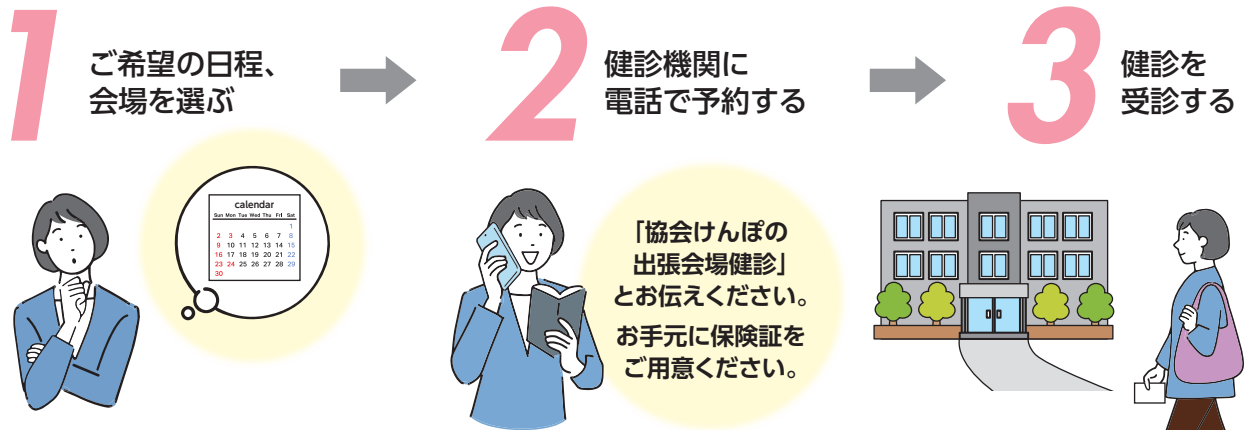 1
ご希望の日程、
会場を選ぶ
2
健診機関に
電話で予約する
3
健診を
受診する
calendar
Sun Mon Tue Wed Thu Fri Sat
1
2 3 4 5 6 7 8
9 10 11 12 13 14 15
16 17 18 19 20 21 22
23 24 25 26 27 28 29
30
「協会けんぽの
出張会場健診」
とお伝えください。
お手元に保険証を
ご用意ください。